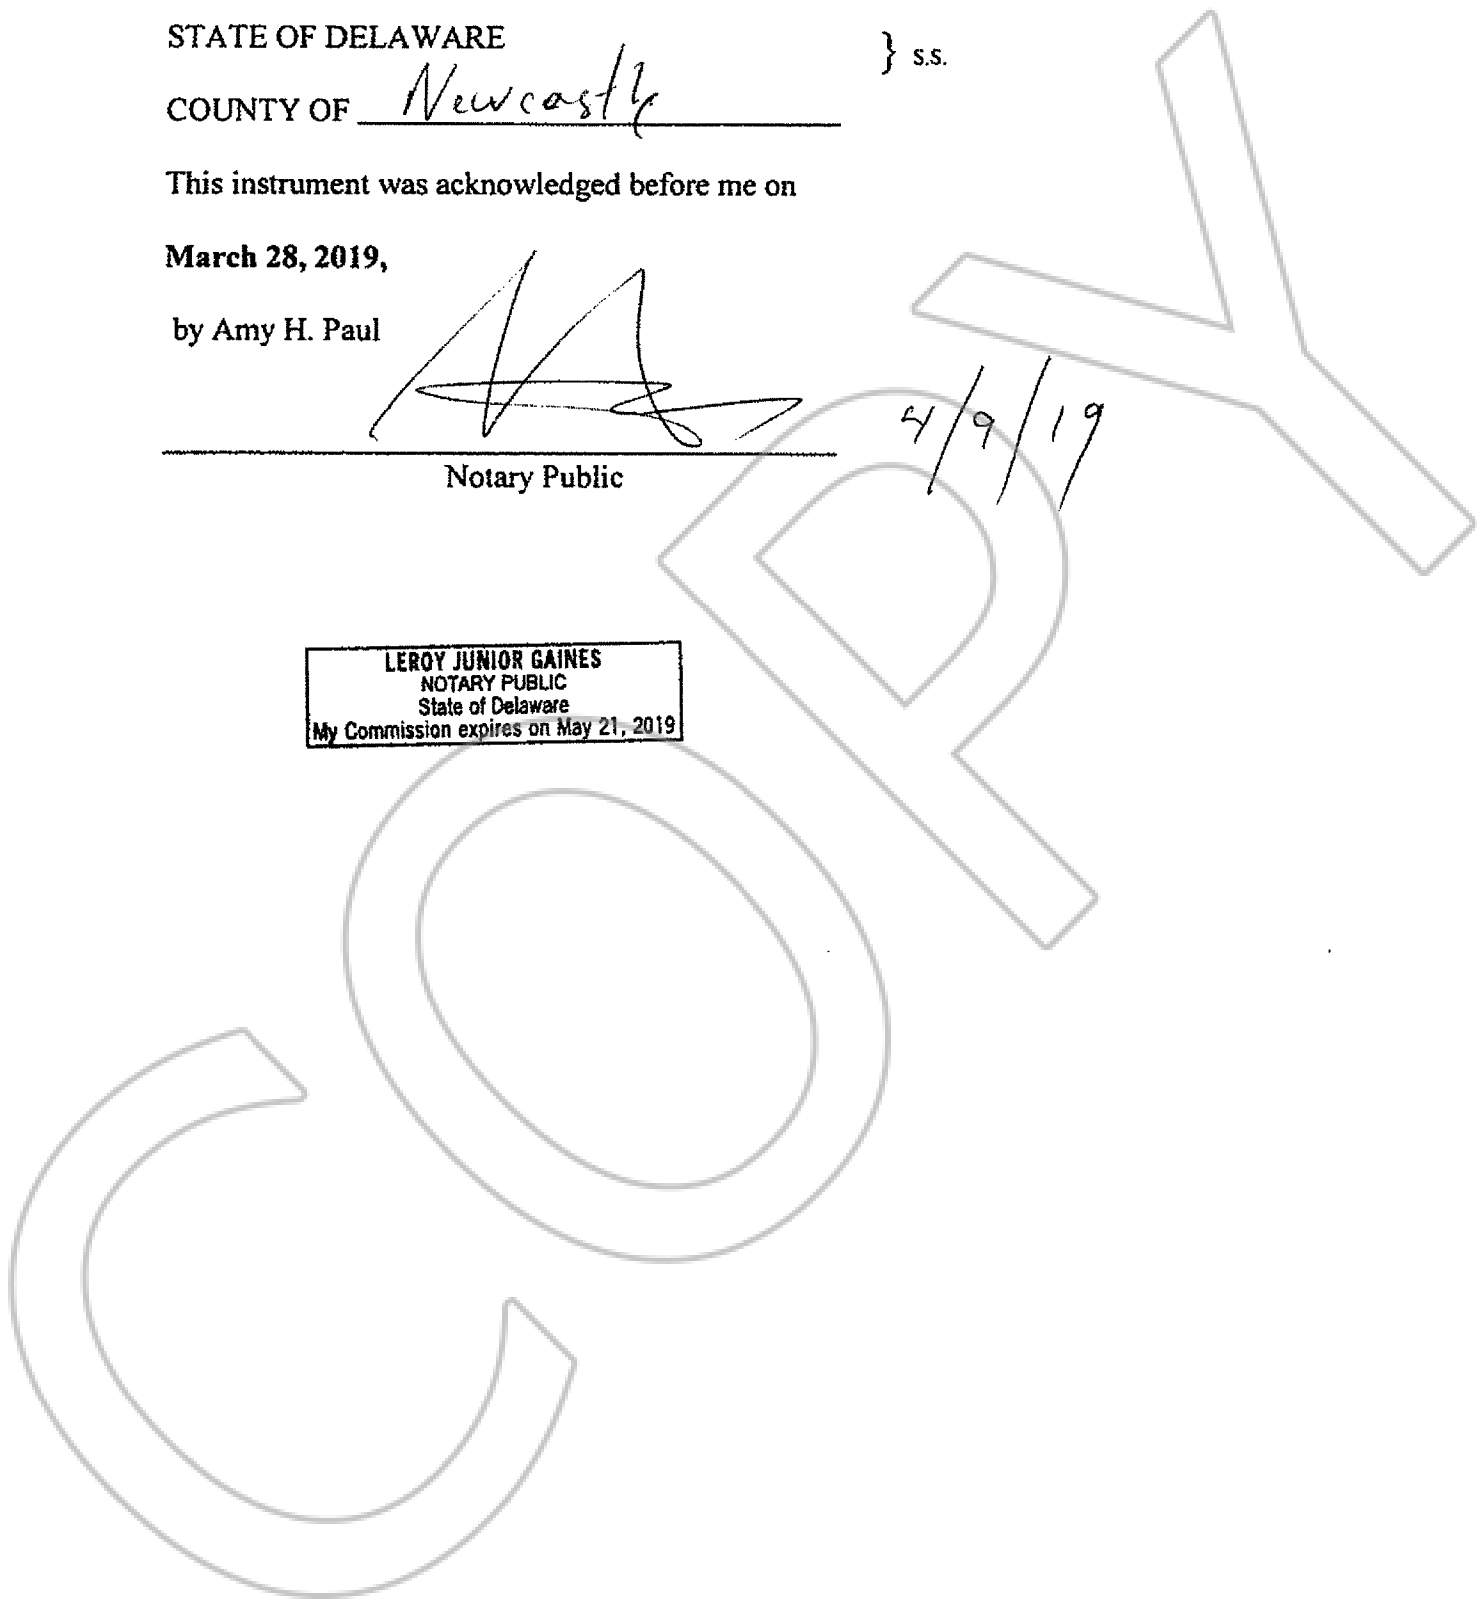 STATE OF DELAWARE } s.s.
COUNTY OF Newcastle
This instrument was acknowledged before me on
March 28, 2019,
by Amy H. Paul
4/9/19
Notary Public
LEROY JUNIOR GAINES
NOTARY PUBLIC
State of Delaware
My Commission expires on May 21, 2019
COPY